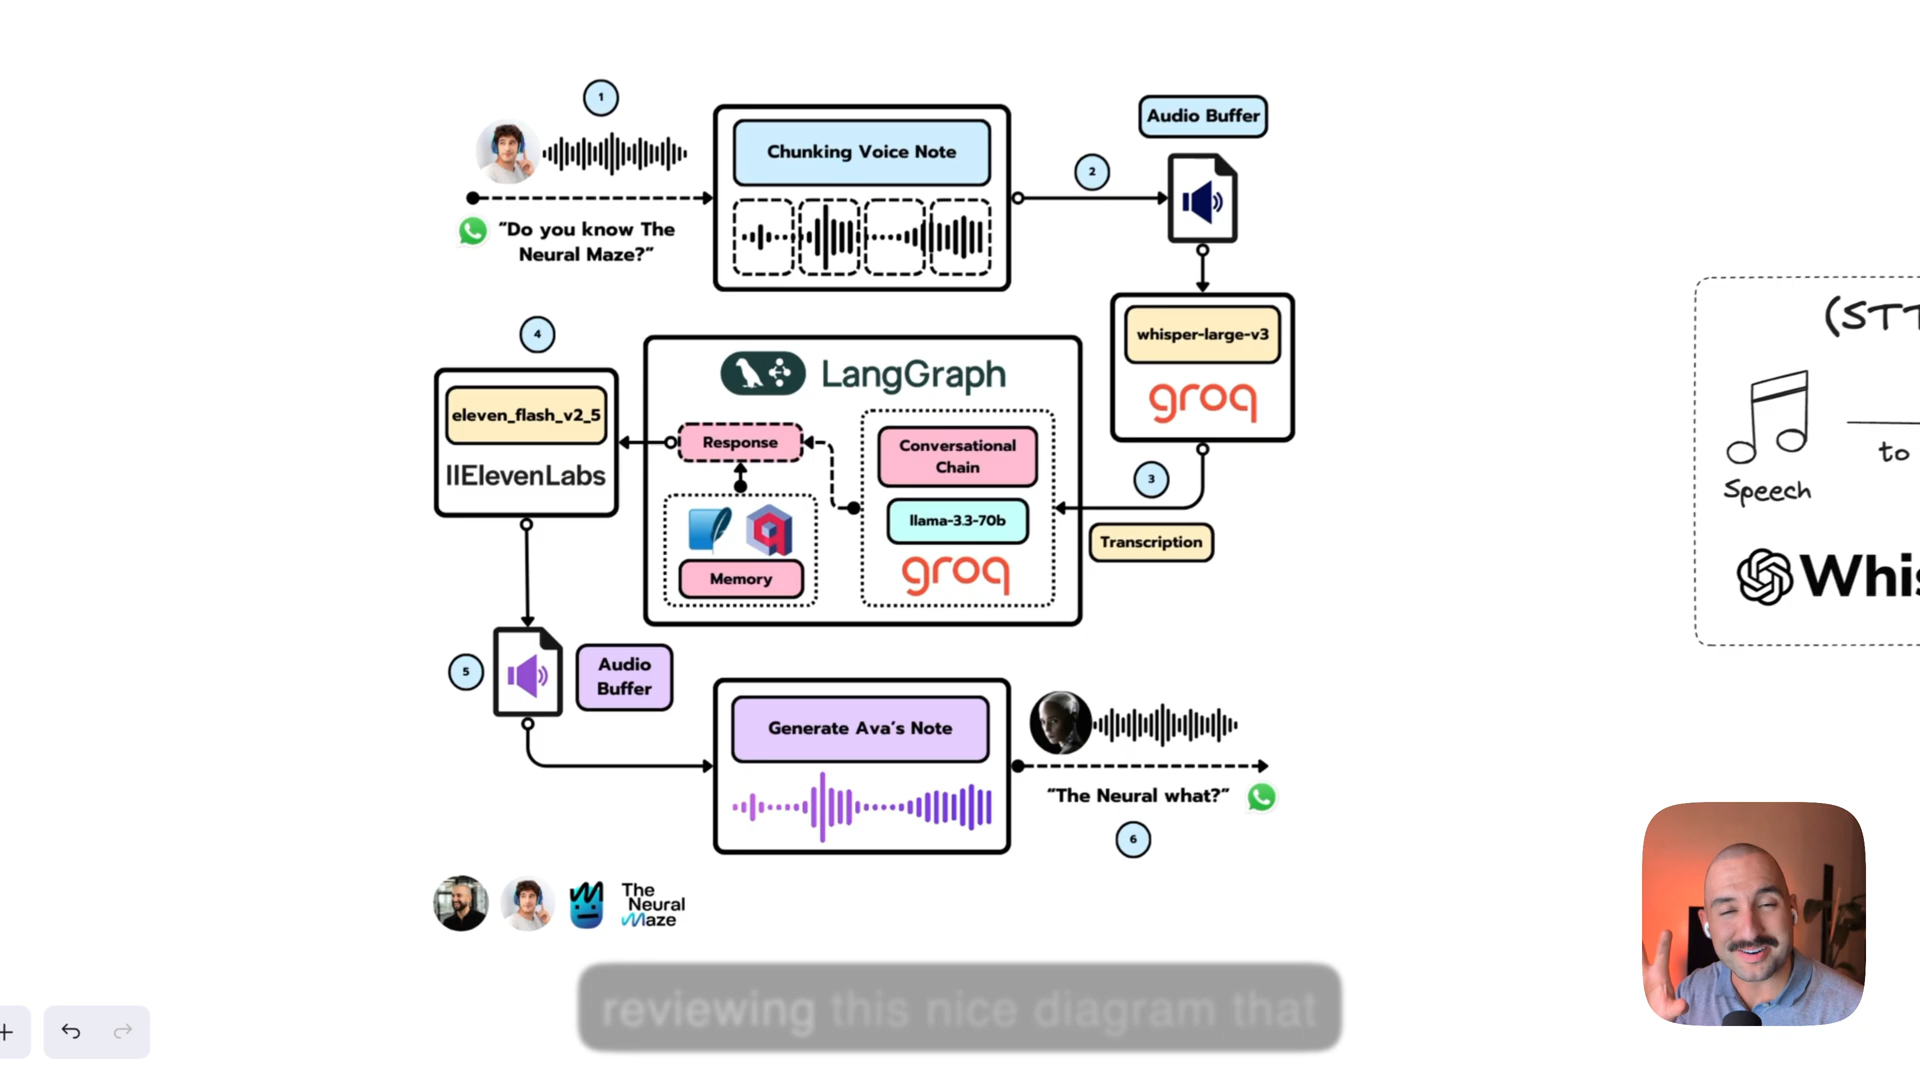 1
Chunking Voice Note
"Do you know The
Neural Maze?"
2
Audio Buffer
whisper-large-v3
groq
3
Transcription
LangGraph
Response
Memory
Conversational
Chain
llama-3.3-70b
groq
4
eleven_flash_v2_5
IIElevenLabs
5
Audio
Buffer
Generate Ava's Note
"The Neural what?"
6
The
Neural
Maze
(STT
Speech
to
reviewing this nice diagram that